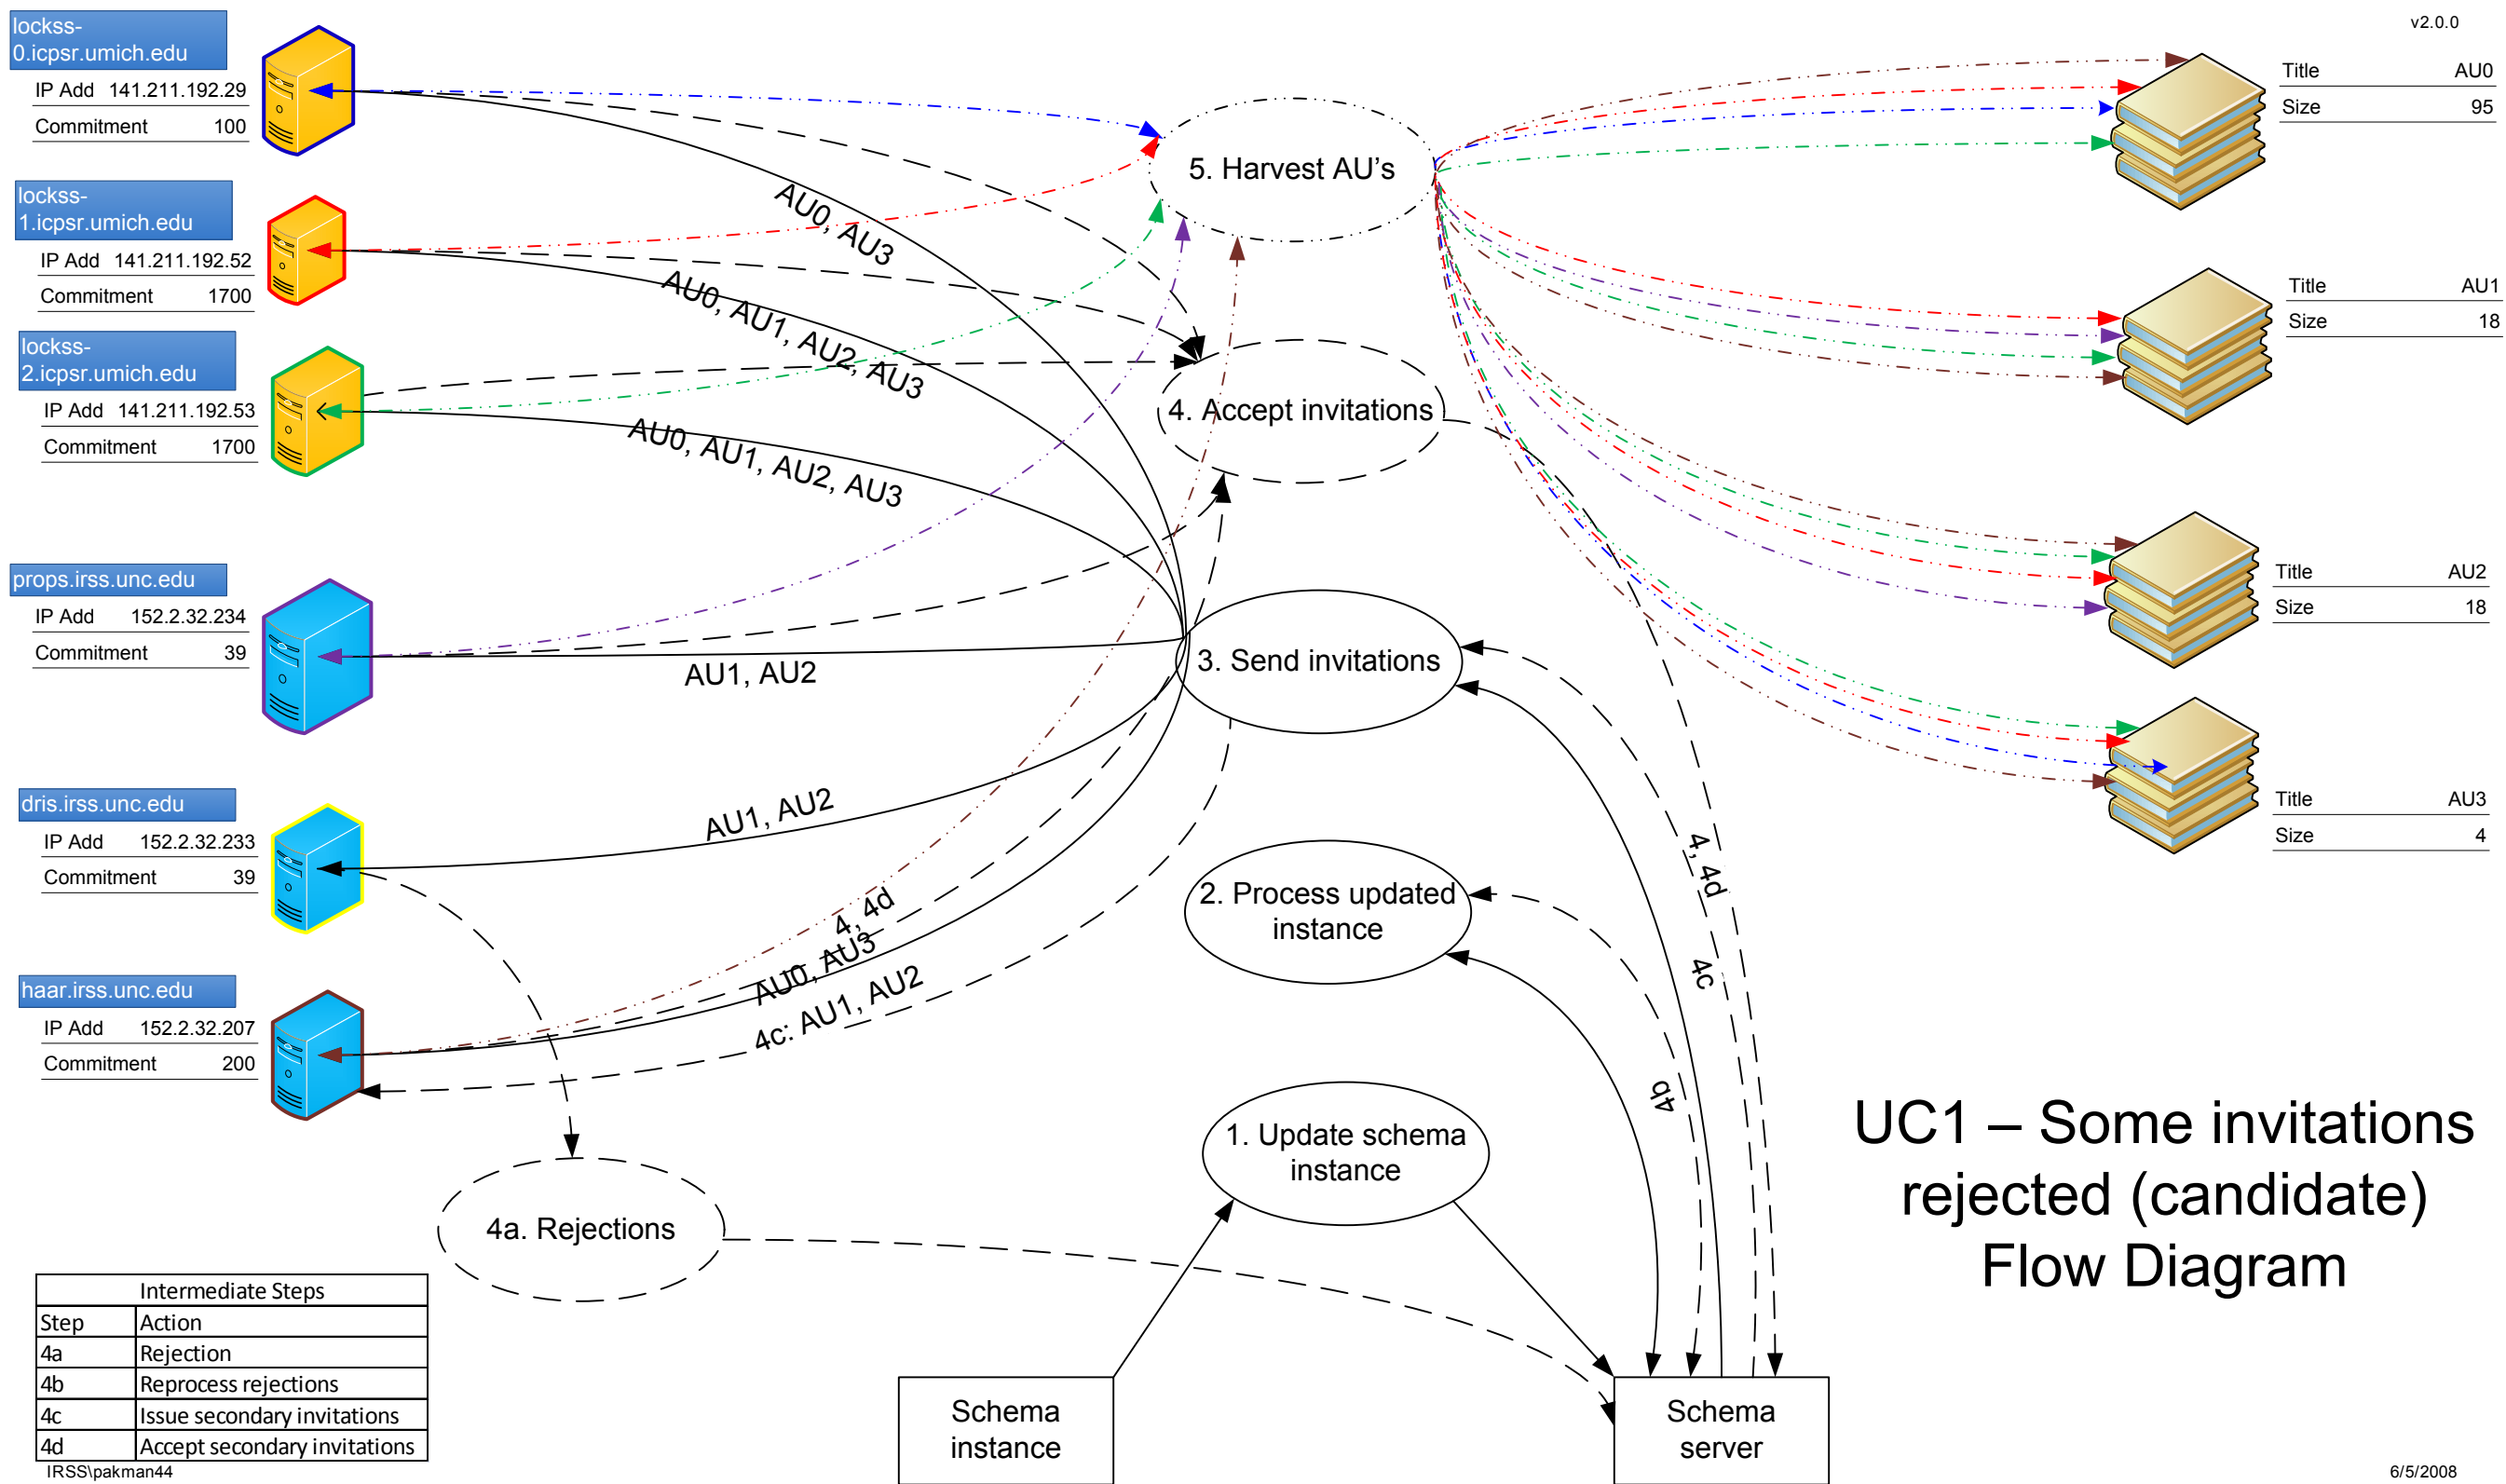 v2.0.0
lockss-
0.icpsr.umich.edu
IP Add 141.211.192.29
Commitment 100
lockss-
1.icpsr.umich.edu
IP Add 141.211.192.52
Commitment 1700
lockss-
2.icpsr.umich.edu
IP Add 141.211.192.53
Commitment 1700
props.irss.unc.edu
IP Add 152.2.32.234
Commitment 39
dris.irss.unc.edu
IP Add 152.2.32.233
Commitment 39
haar.irss.unc.edu
IP Add 152.2.32.207
Commitment 200
AU0, AU3
AU0, AU1, AU2, AU3
AU0, AU1, AU2, AU3
AU1, AU2
AU1, AU2
4, 4d
AU0, AU3
4c: AU1, AU2
5. Harvest AU's
4. Accept invitations
3. Send invitations
2. Process updated
instance
1. Update schema
instance
4a. Rejections
4, 4d
4c
4b
Schema
instance
Schema
server
Title AU0
Size 95
Title AU1
Size 18
Title AU2
Size 18
Title AU3
Size 4
UC1 – Some invitations
rejected (candidate)
Flow Diagram
Intermediate Steps
Step Action
4a Rejection
4b Reprocess rejections
4c Issue secondary invitations
4d Accept secondary invitations
IRSS\pakman44
6/5/2008